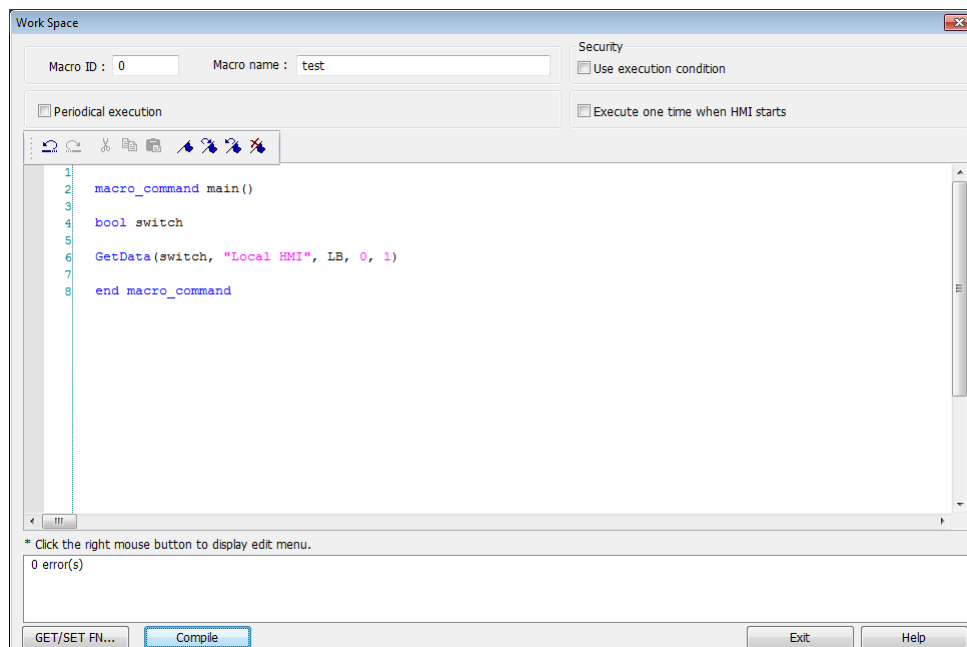 Work Space
Security
Macro ID : 0 Macro name : test
Use execution condition
Periodical execution
Execute one time when HMI starts
1
2 macro_command main()
3
4 bool switch
5
6 GetData(switch, "Local HMI", LB, 0, 1)
7
8 end macro_command
* Click the right mouse button to display edit menu.
0 error(s)
GET/SET FN... Compile Exit Help